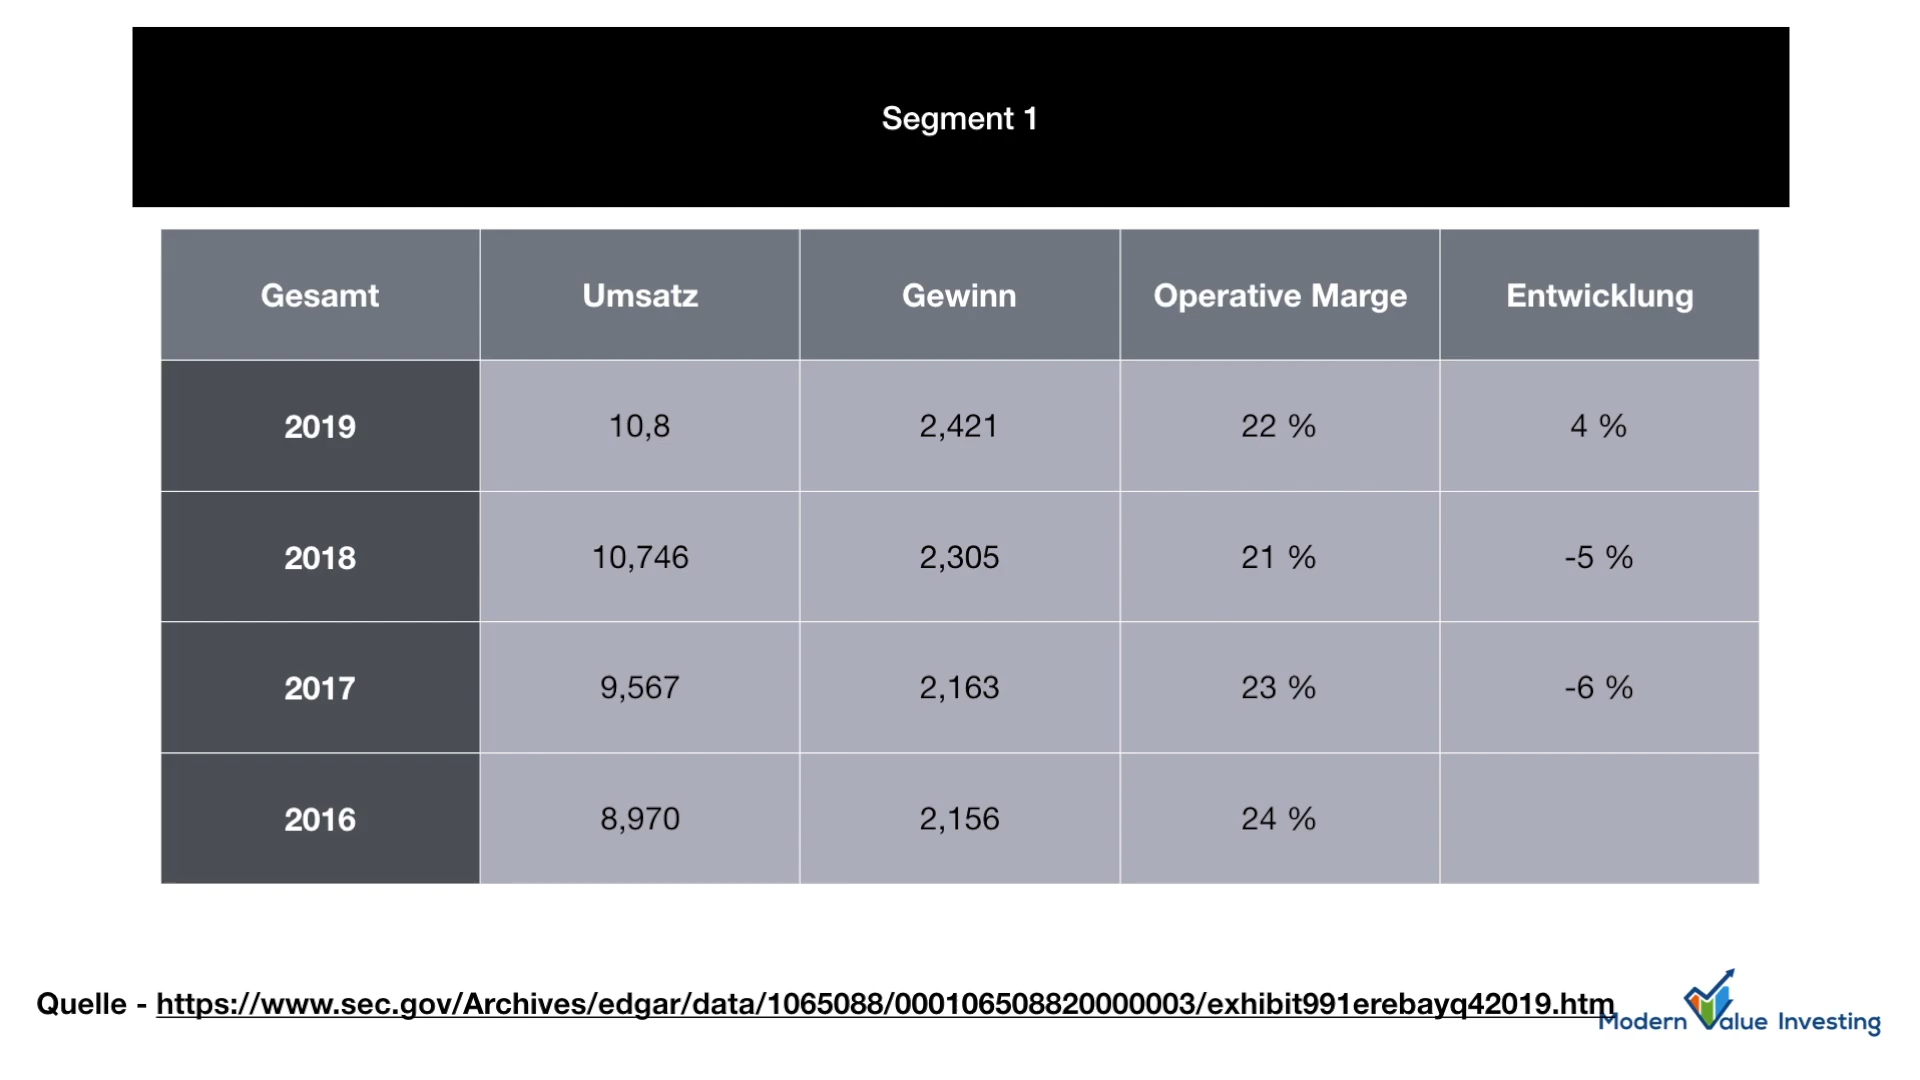 Segment 1
Gesamt Umsatz Gewinn Operative Marge Entwicklung
2019 10,8 2,421 22 % 4 %
2018 10,746 2,305 21 % -5 %
2017 9,567 2,163 23 % -6 %
2016 8,970 2,156 24 %
Quelle - https://www.sec.gov/Archives/edgar/data/1065088/000106508820000003/exhibit991erebayq42019.htm
Modern Value Investing